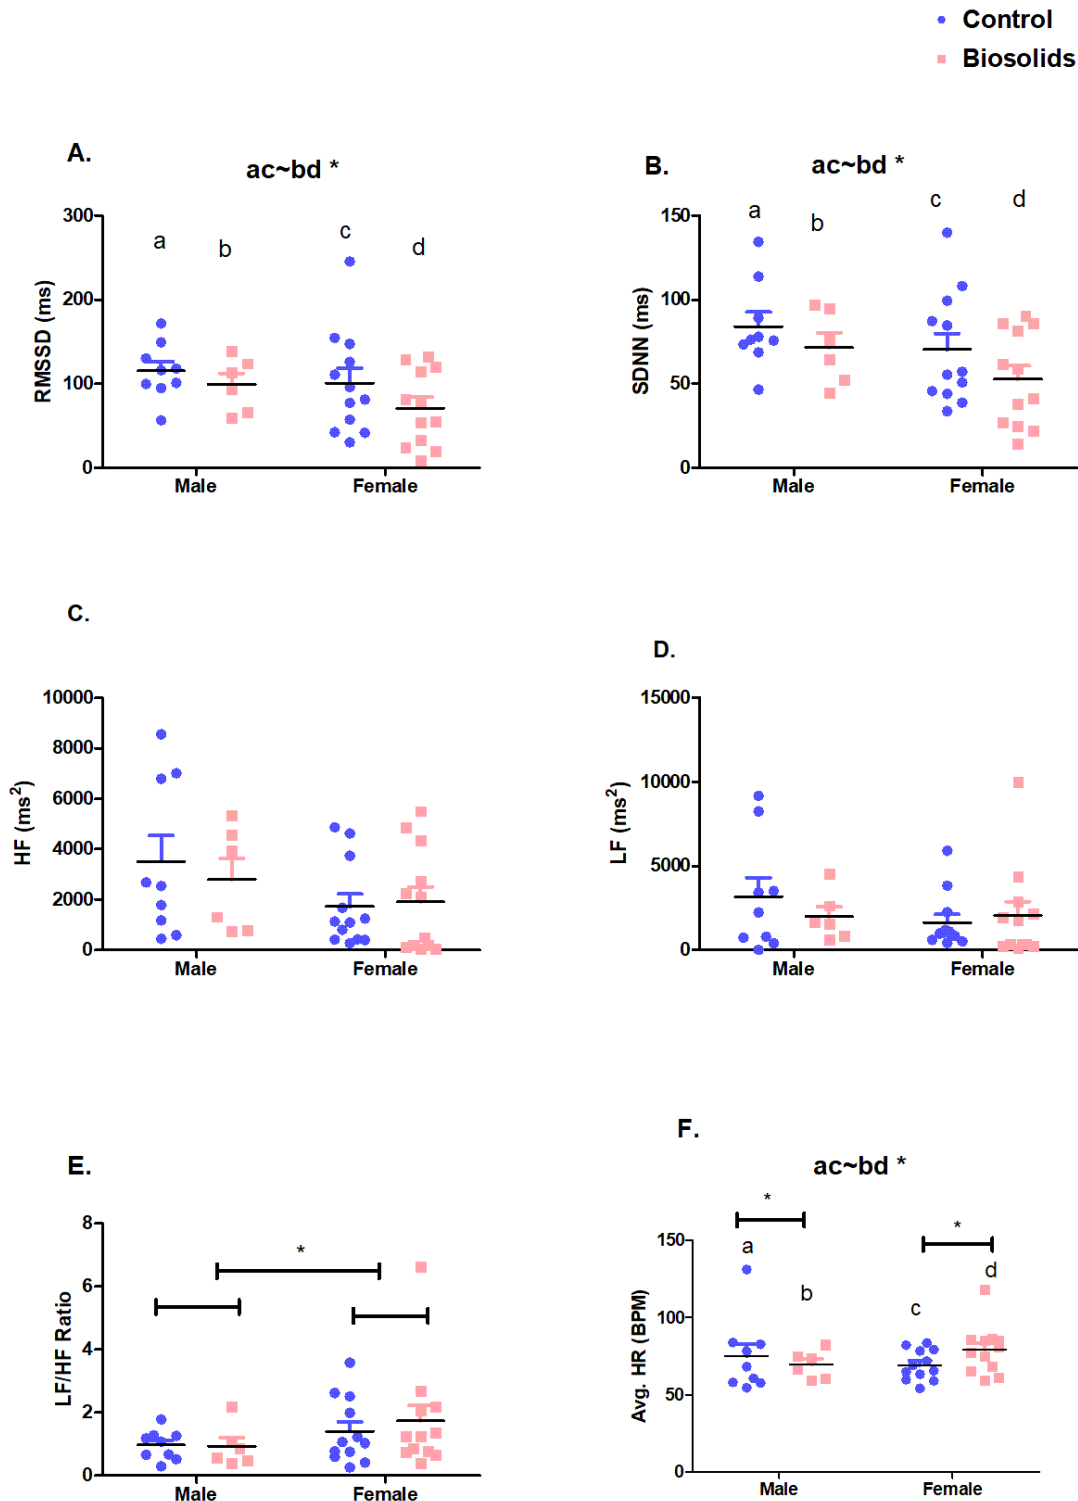 Control
Biosolids
A.
ac~bd *
300
200
100
0
RMSSD (ms)
a
b
c
d
Male
Female
B.
ac~bd *
150
100
50
0
SDNN (ms)
a
b
c
d
Male
Female
C.
10000
8000
6000
4000
2000
0
HF (ms²)
Male
Female
D.
15000
10000
5000
0
LF (ms²)
Male
Female
E.
8
6
4
2
0
LF/HF Ratio
*
Male
Female
F.
ac~bd *
*
*
150
100
50
0
Avg. HR (BPM)
a
b
c
d
Male
Female